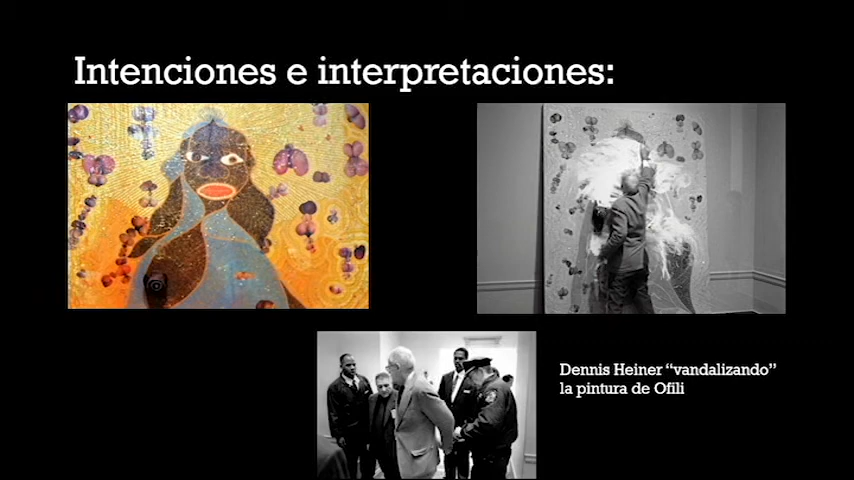 Intenciones e interpretaciones:
Dennis Heiner “vandalizando”
la pintura de Ofili